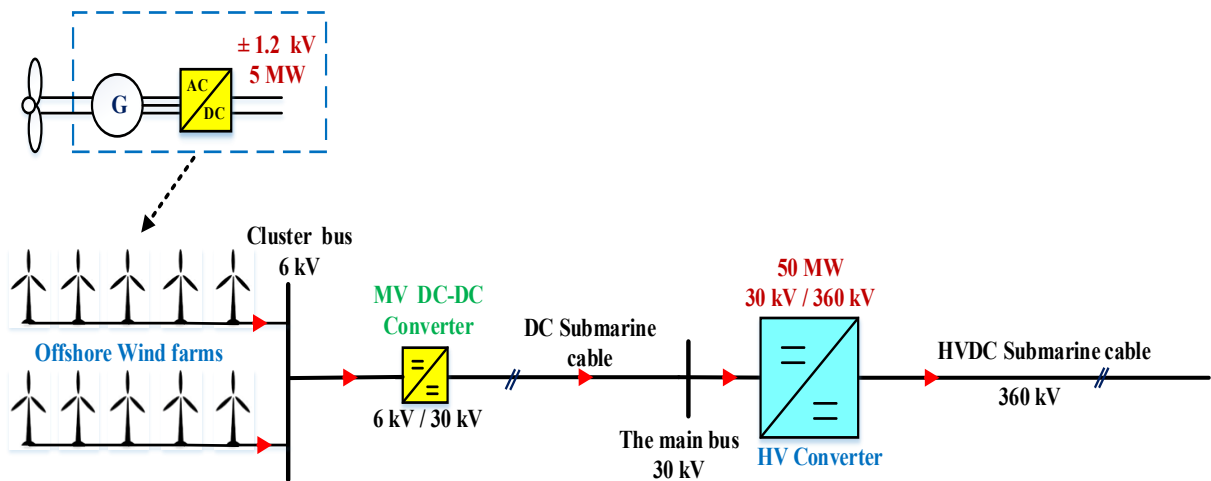 ± 1.2 kV
5 MW
AC
DC
G
Cluster bus
6 kV
Offshore Wind farms
MV DC-DC
Converter
6 kV / 30 kV
DC Submarine
cable
The main bus
30 kV
50 MW
30 kV / 360 kV
HV Converter
HVDC Submarine cable
360 kV